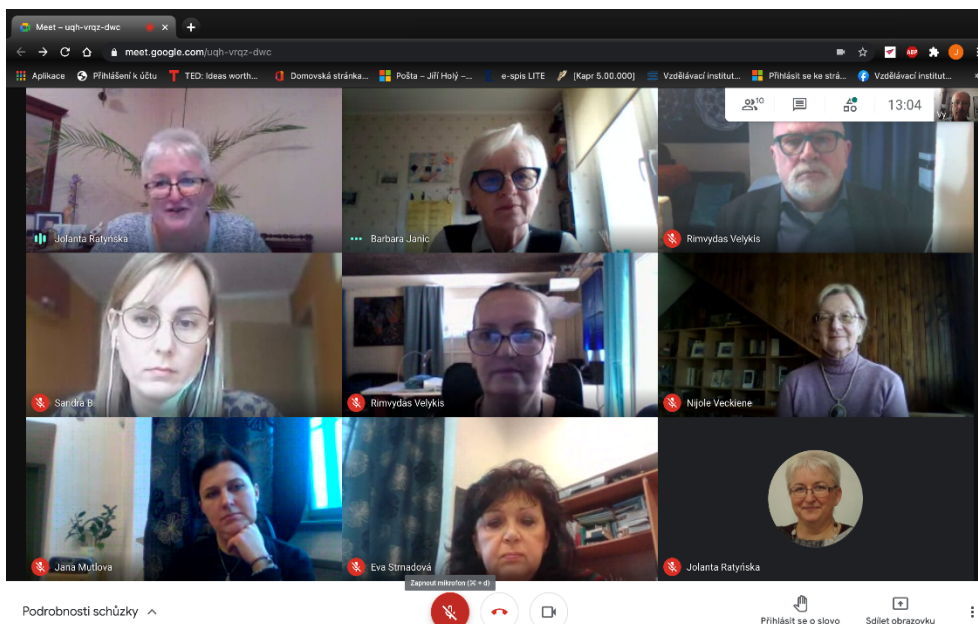 Meet – uqh-vrqz-dwc
meet.google.com/uqh-vrqz-dwc
ABP
J
Aplikace
Přihlášení k účtu
TED: Ideas worth...
Domovská stránka...
Pošta – Jiří Holý –...
e-spis LITE
[Kapr 5.00.000]
Vzdělávací institut...
Přihlásit se ke strá...
Vzdělávací institut...
10
13:04
Vy
Jolanta Ratyńska
Barbara Janic
Rimvydas Velykis
Sandra B
Rimvydas Velykis
Nijole Veckiene
Jana Mutlova
Eva Strnadová
Jolanta Ratyńska
Zapnout mikrofon (⌘ + d)
Podrobnosti schůzky
Přihlásit se o slovo
Sdílet obrazovku